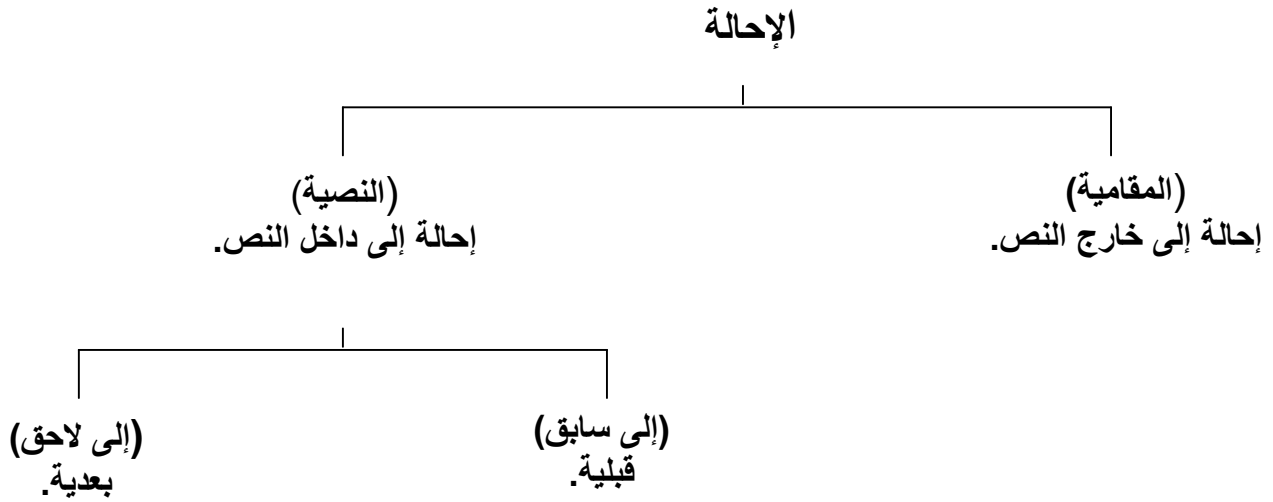 الإحالة
(المقامية)
إحالة إلى خارج النص.
(النصية)
إحالة إلى داخل النص.
(إلى سابق)
قبلية.
(إلى لاحق)
بعدية.